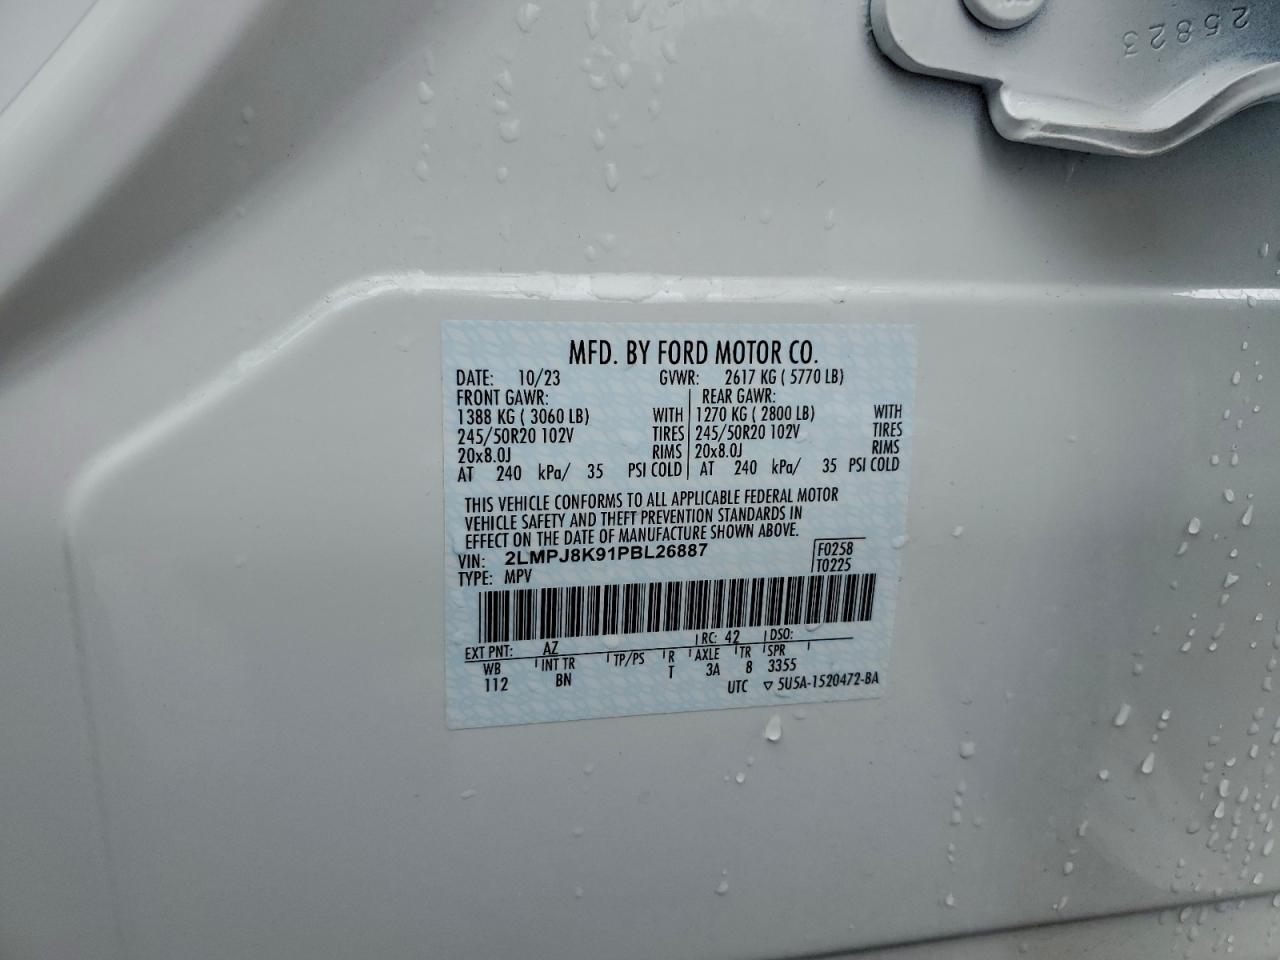 25823
MFD. BY FORD MOTOR CO.
DATE: 10/23 GVWR: 2617 KG ( 5770 LB)
FRONT GAWR: REAR GAWR:
1388 KG ( 3060 LB) WITH 1270 KG ( 2800 LB) WITH
245/50R20 102V TIRES 245/50R20 102V TIRES
20x8.0J RIMS 20x8.0J RIMS
AT 240 kPa/ 35 PSI COLD AT 240 kPa/ 35 PSI COLD
THIS VEHICLE CONFORMS TO ALL APPLICABLE FEDERAL MOTOR
VEHICLE SAFETY AND THEFT PREVENTION STANDARDS IN
EFFECT ON THE DATE OF MANUFACTURE SHOWN ABOVE.
VIN: 2LMPJ8K91PBL26887 F0258
TYPE: MPV T0225
EXT PNT: AZ RC: 42 DSO:
WB INT TR TP/PS R AXLE TR SPR
112 BN T 3A 8 3355
UTC ▽ 5U5A-1520472-BA